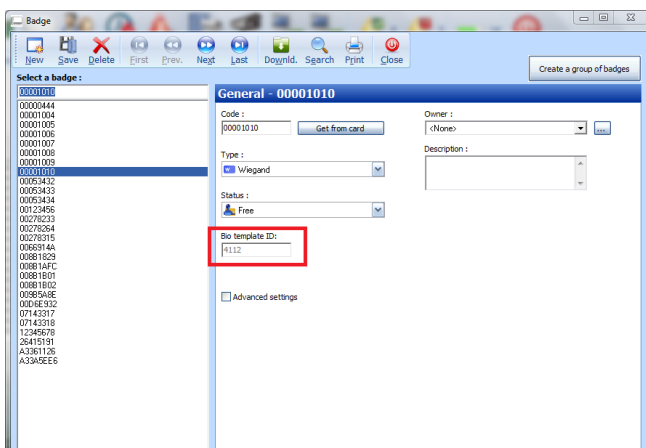 Badge
New Save Delete First Prev. Next Last Downld. Search Print Close
Create a group of badges
Select a badge :
00001010
00000444
00001004
00001005
00001006
00001007
00001008
00001009
00001010
00053432
00053433
00053434
00123456
00278233
00278264
00278315
0066914A
008B1829
008B1AFC
008B1B01
008B1B02
009B5A8E
00D6E932
07143317
07143318
12345678
26415191
A3361126
A33A5EE6
General - 00001010
Code :
00001010 Get from card
Type :
Wiegand
Status :
Free
Bio template ID:
4112
Advanced settings
Owner :
<None> ...
Description :